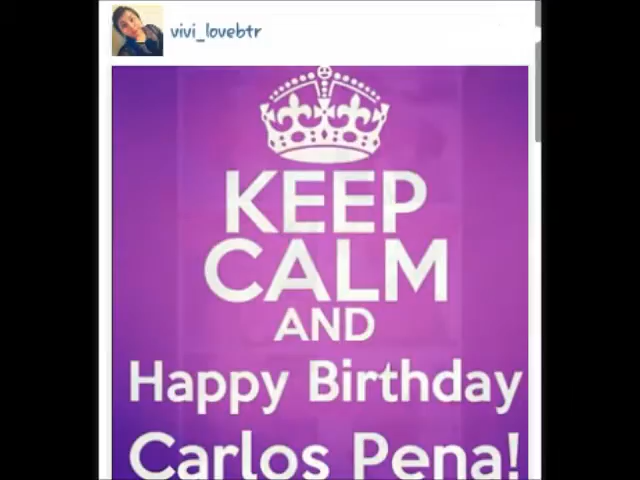 vivi_lovebtr
KEEP
CALM
AND
Happy Birthday
Carlos Pena!